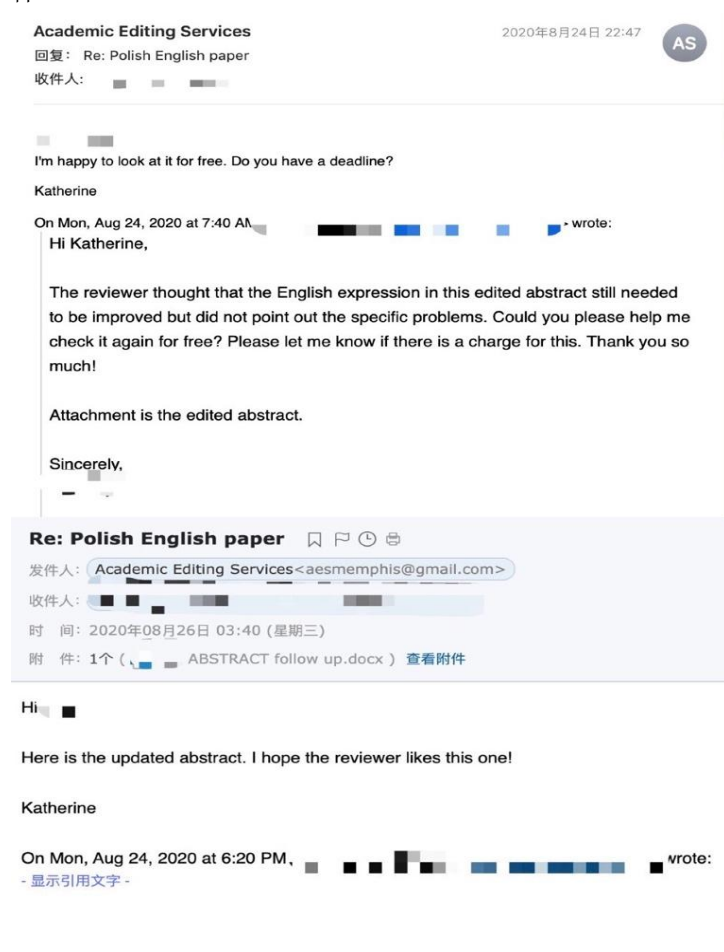 Academic Editing Services
2020年8月24日 22:47
AS
回复： Re: Polish English paper
收件人：
I'm happy to look at it for free. Do you have a deadline?
Katherine
On Mon, Aug 24, 2020 at 7:40 AM
wrote:
Hi Katherine,
The reviewer thought that the English expression in this edited abstract still needed
to be improved but did not point out the specific problems. Could you please help me
check it again for free? Please let me know if there is a charge for this. Thank you so
much!
Attachment is the edited abstract.
Sincerely,
Re: Polish English paper
发件人：Academic Editing Services<aesmemphis@gmail.com>
收件人：
时 间：2020年08月26日 03:40 (星期三)
附 件：1个 ( ABSTRACT follow up.docx ) 查看附件
Hi
Here is the updated abstract. I hope the reviewer likes this one!
Katherine
On Mon, Aug 24, 2020 at 6:20 PM,
wrote:
- 显示引用文字 -